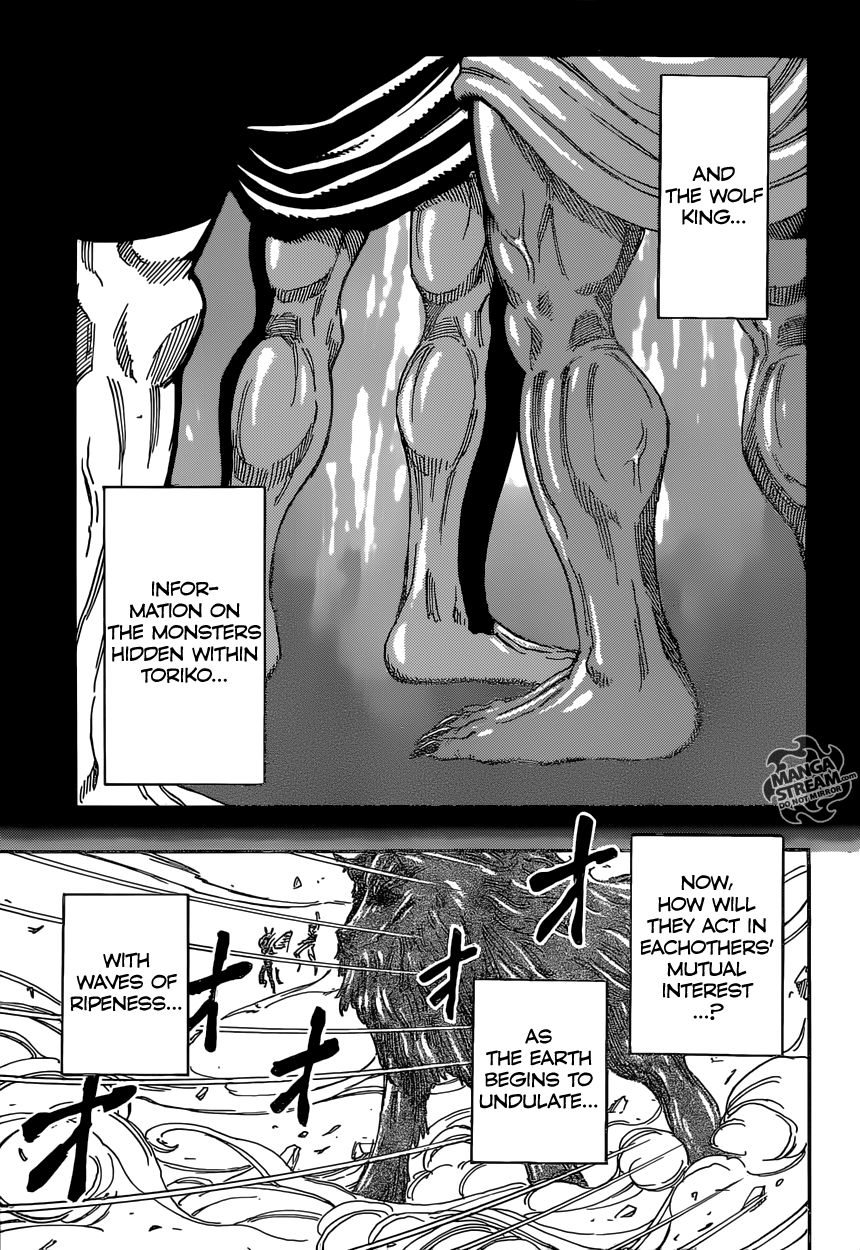 AND
THE WOLF
KING...
INFOR-
MATION ON
THE MONSTERS
HIDDEN WITHIN
TORIKO...
MANGA
STREAM.com
DO NOT MIRROR
NOW,
HOW WILL
THEY ACT IN
EACHOTHERS'
MUTUAL
INTEREST
...?
AS
THE EARTH
BEGINS TO
UNDULATE...
WITH
WAVES OF
RIPENESS...
オ
オ
オ
オ
オ